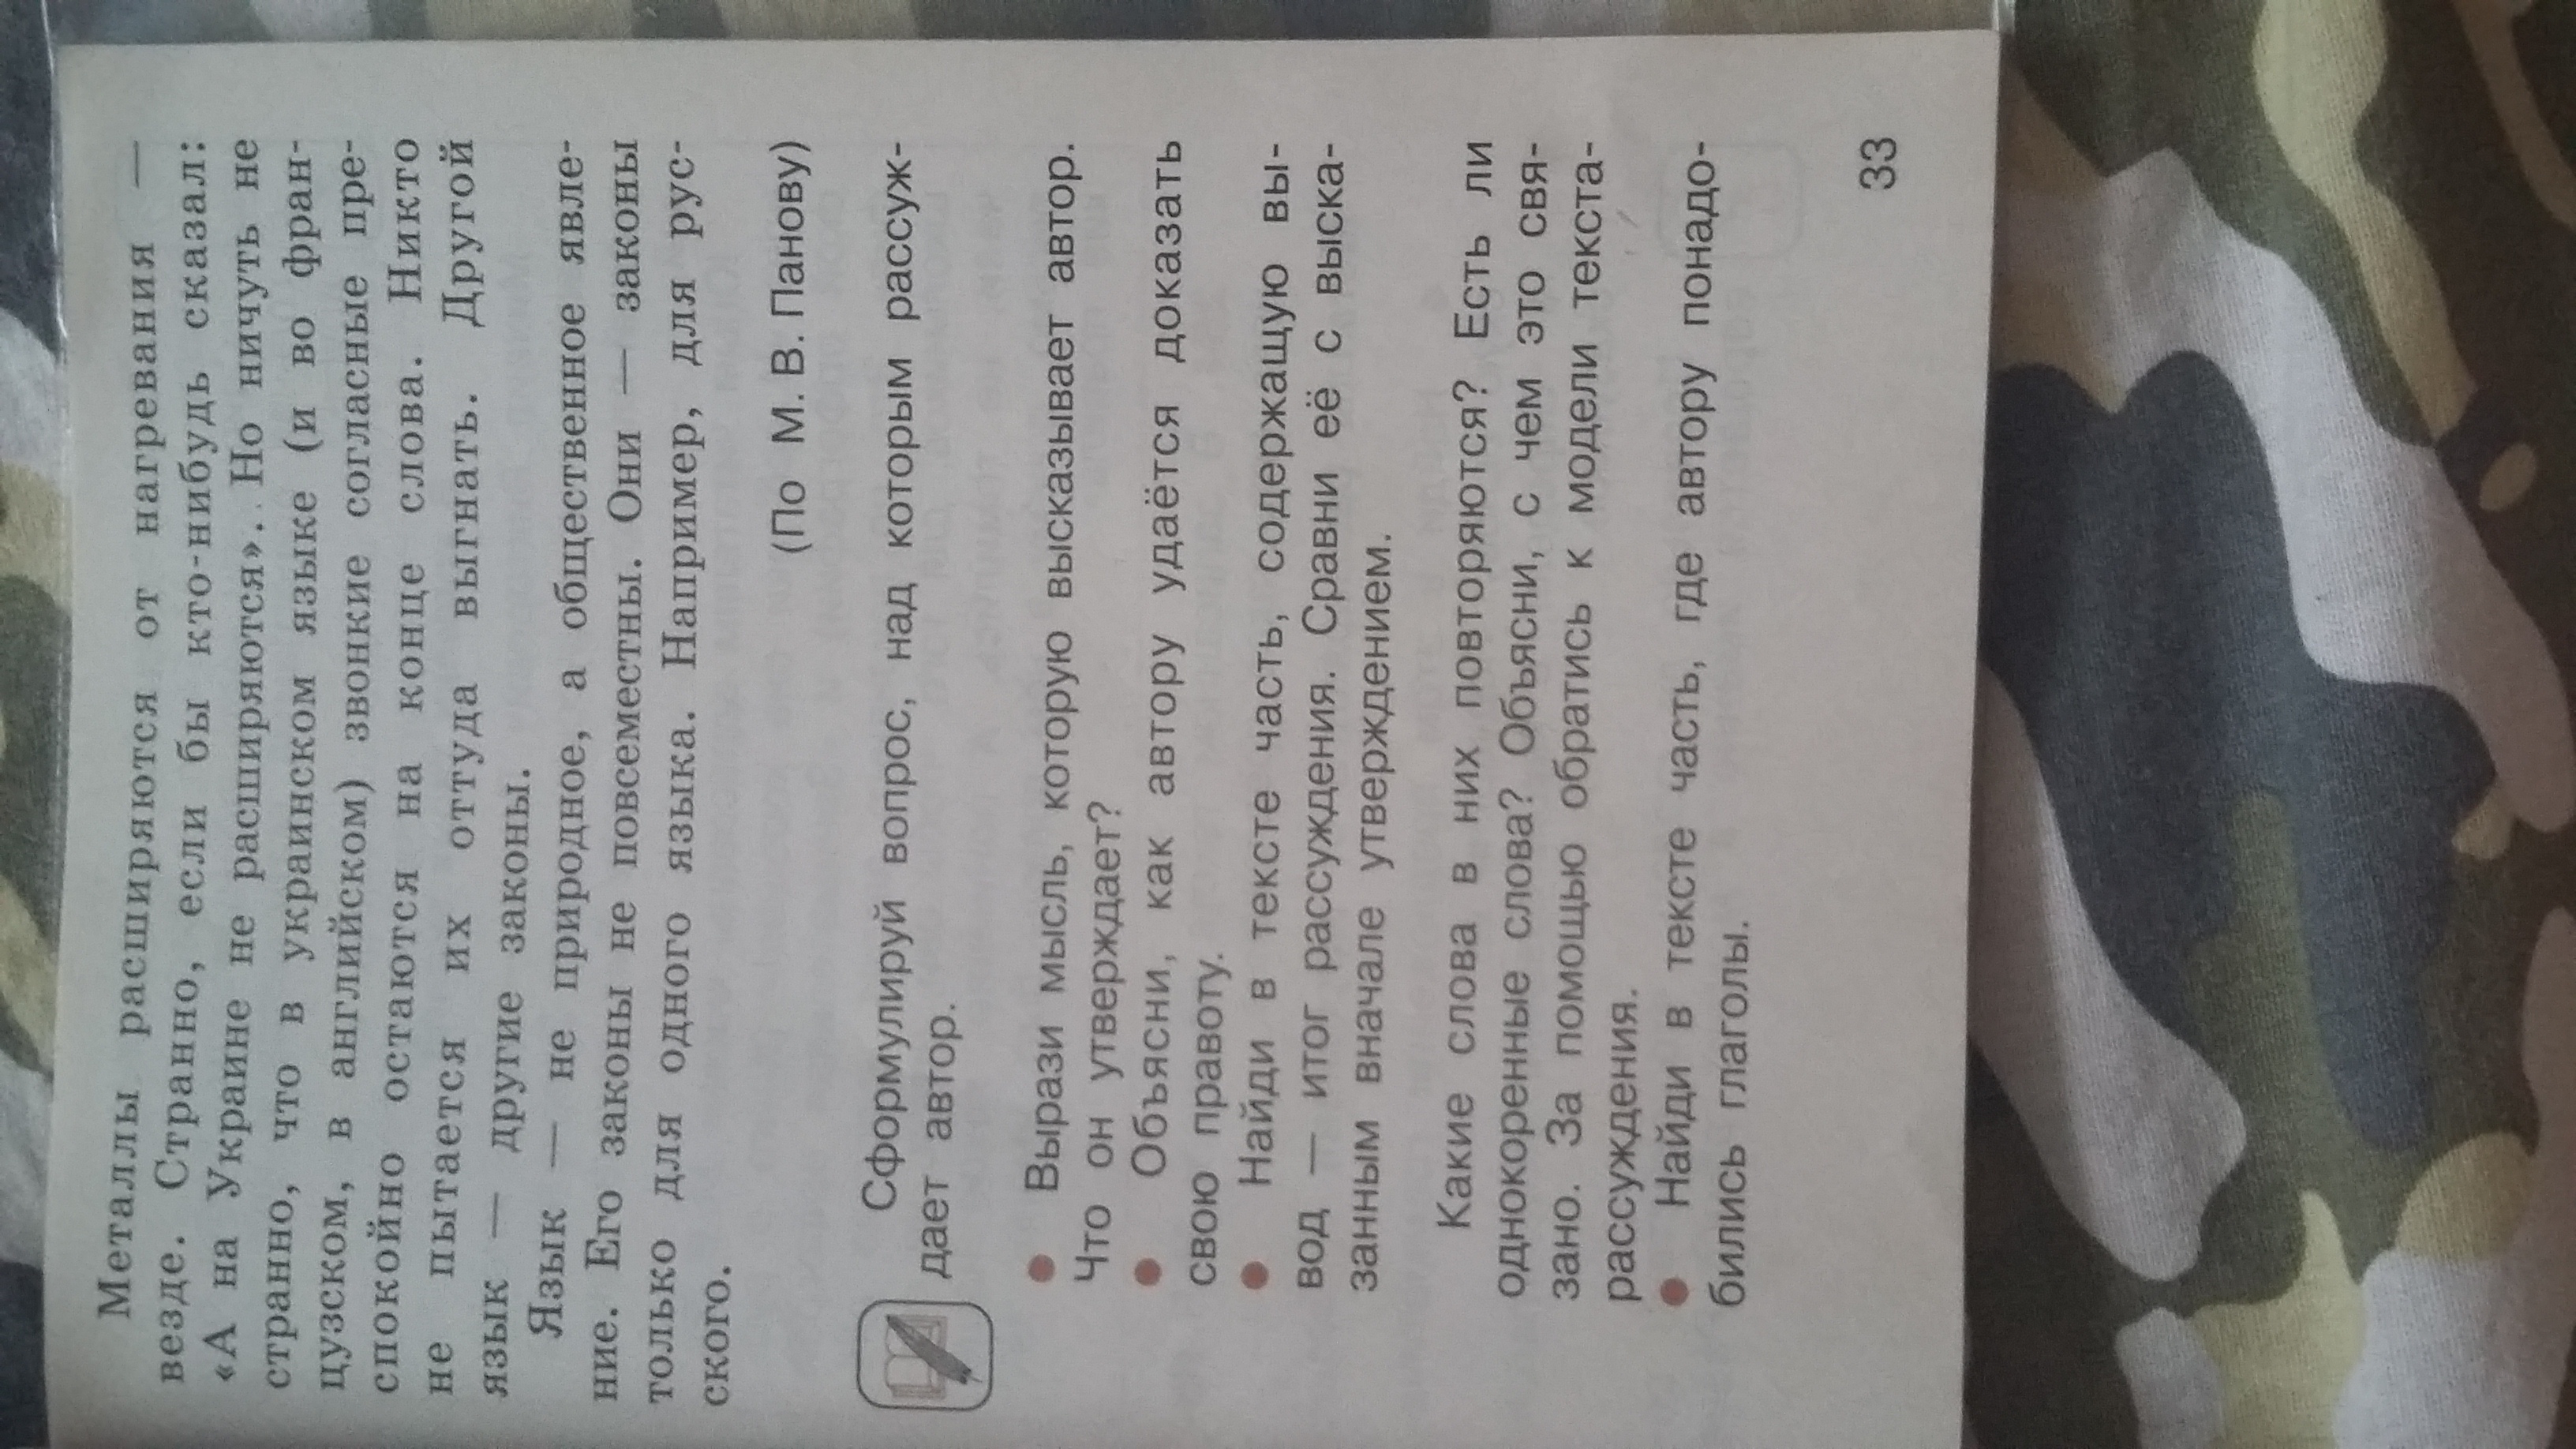 Металлы расширяются от нагревания —
везде. Странно, если бы кто-нибудь сказал:
«А на Украине не расширяются». Но ничуть не
странно, что в украинском языке (и во фран-
цузском, в английском) звонкие согласные пре-
спокойно остаются на конце слова. Никто
не пытается их оттуда выгнать. Другой
язык — другие законы.
Язык — не природное, а общественное явле-
ние. Его законы не повсеместны. Они — законы
только для одного языка. Например, для рус-
ского.
(По М. В. Панову)
Сформулируй вопрос, над которым рассуж-
дает автор.
● Вырази мысль, которую высказывает автор.
Что он утверждает?
● Объясни, как автору удаётся доказать
свою правоту.
● Найди в тексте часть, содержащую вы-
вод — итог рассуждения. Сравни её с выска-
занным вначале утверждением.
Какие слова в них повторяются? Есть ли
однокоренные слова? Объясни, с чем это свя-
зано. За помощью обратись к модели текста-
рассуждения.
● Найди в тексте часть, где автору понадо-
бились глаголы.
33